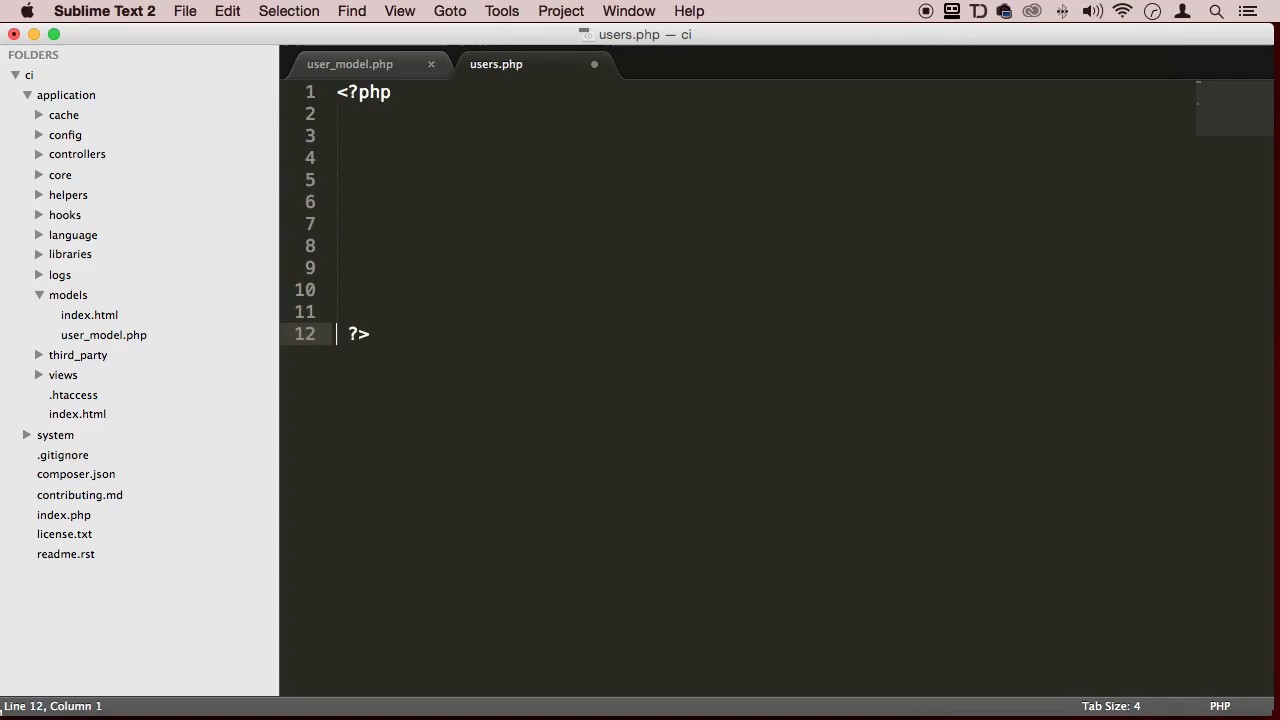 Sublime Text 2 File Edit Selection Find View Goto Tools Project Window Help
users.php — ci
FOLDERS
ci
application
cache
config
controllers
core
helpers
hooks
language
libraries
logs
models
index.html
user_model.php
third_party
views
.htaccess
index.html
system
.gitignore
composer.json
contributing.md
index.php
license.txt
readme.rst
user_model.php × users.php
1 <?php
2
3
4
5
6
7
8
9
10
11
12 ?>
Line 12, Column 1 Tab Size: 4 PHP